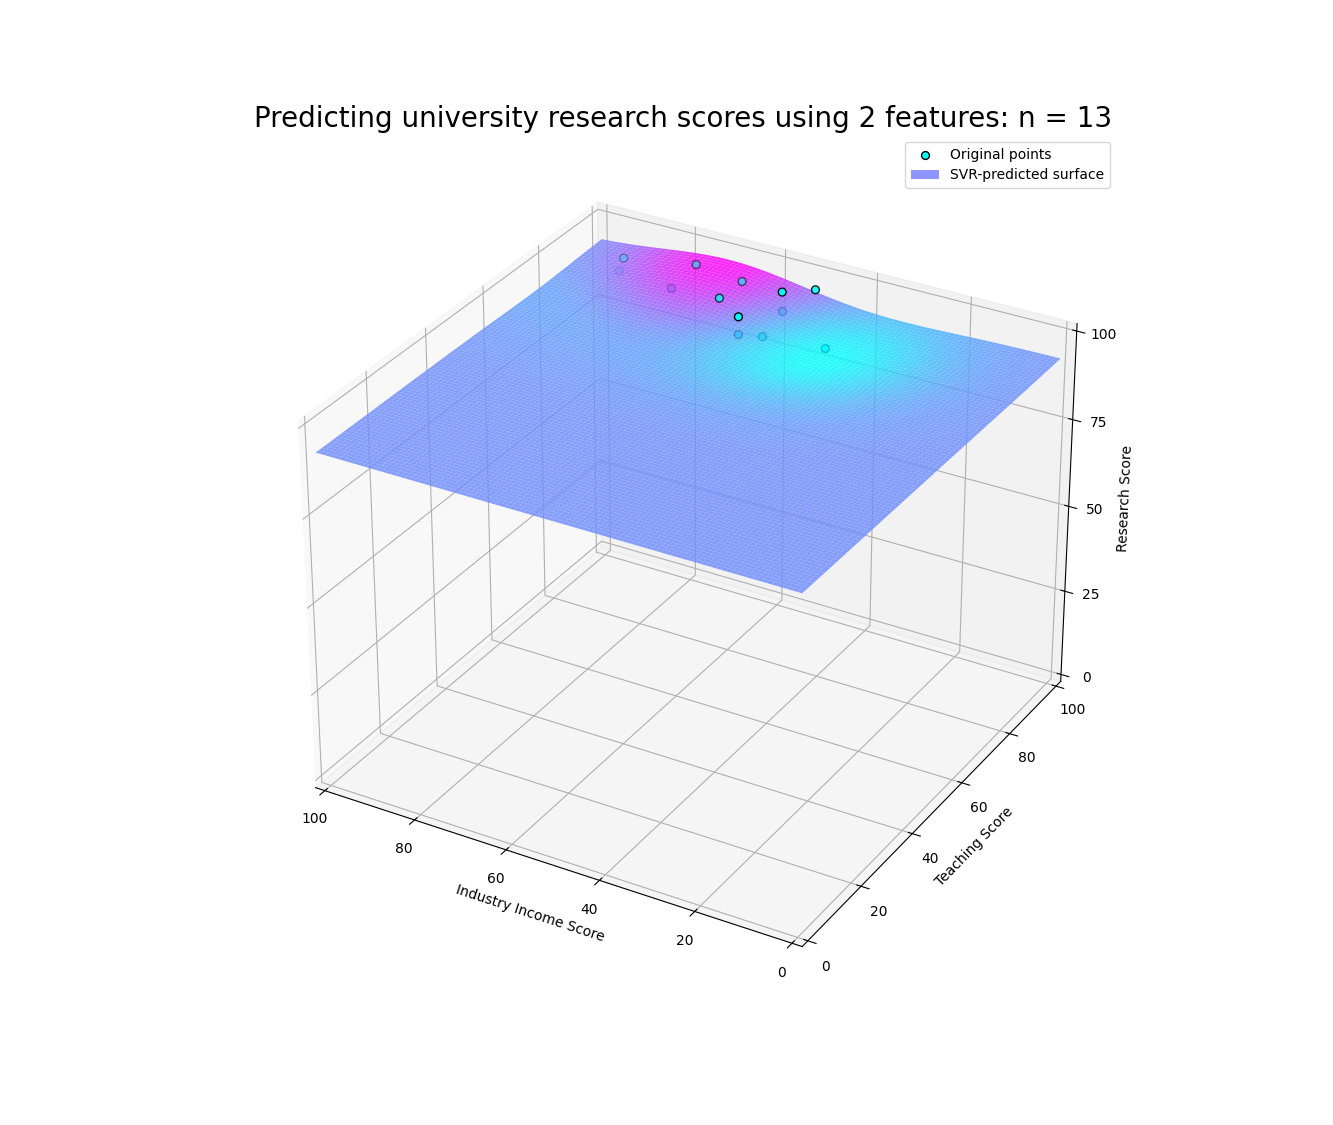 Predicting university research scores using 2 features: n = 13
Original points
SVR-predicted surface
100
75
50
25
0
Research Score
100
80
60
40
20
0
Teaching Score
100
80
60
40
20
0
Industry Income Score